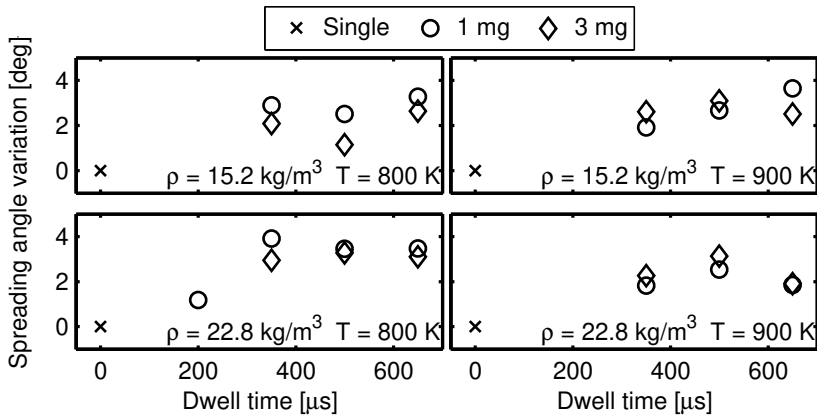 Single 1 mg 3 mg
Spreading angle variation [deg]
4
2
0
ρ = 15.2 kg/m³ T = 800 K
ρ = 15.2 kg/m³ T = 900 K
4
2
0
ρ = 22.8 kg/m³ T = 800 K
ρ = 22.8 kg/m³ T = 900 K
0 200 400 600
0 200 400 600
Dwell time [μs]
Dwell time [μs]